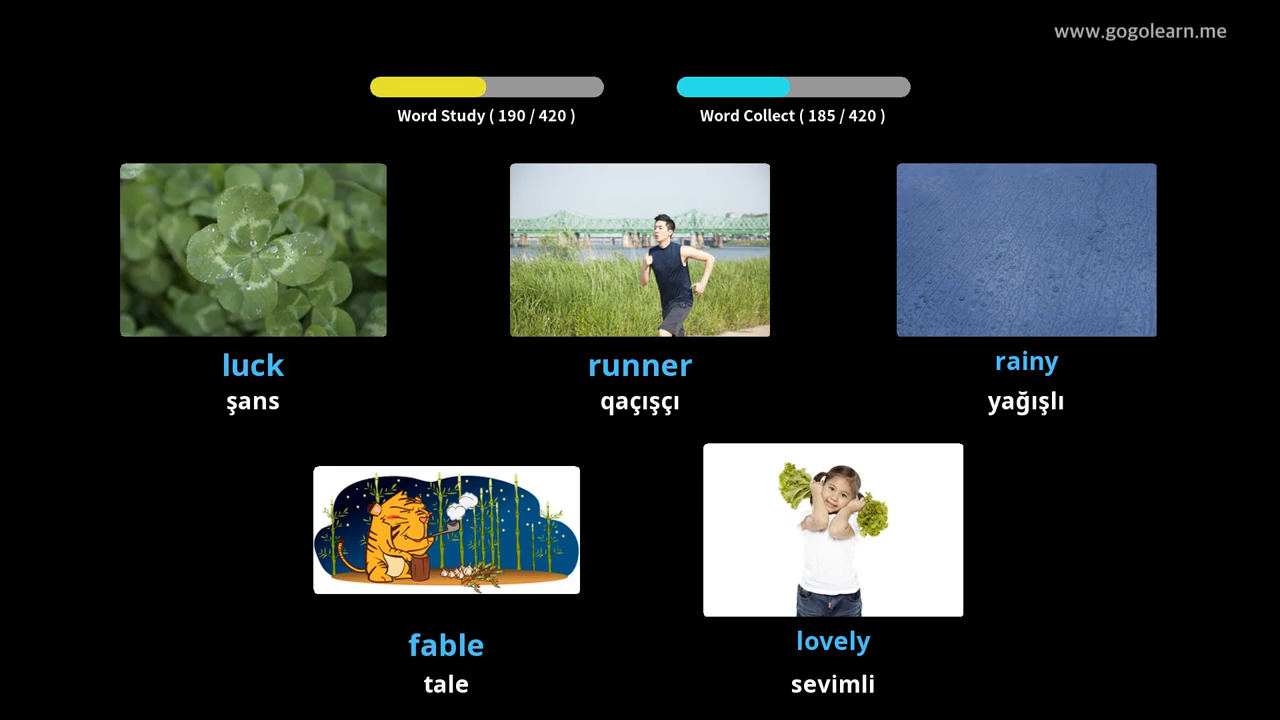 www.gogolearn.me
Word Study ( 190 / 420 )
Word Collect ( 185 / 420 )
luck
şans
runner
qaçışçı
rainy
yağışlı
fable
tale
lovely
sevimli